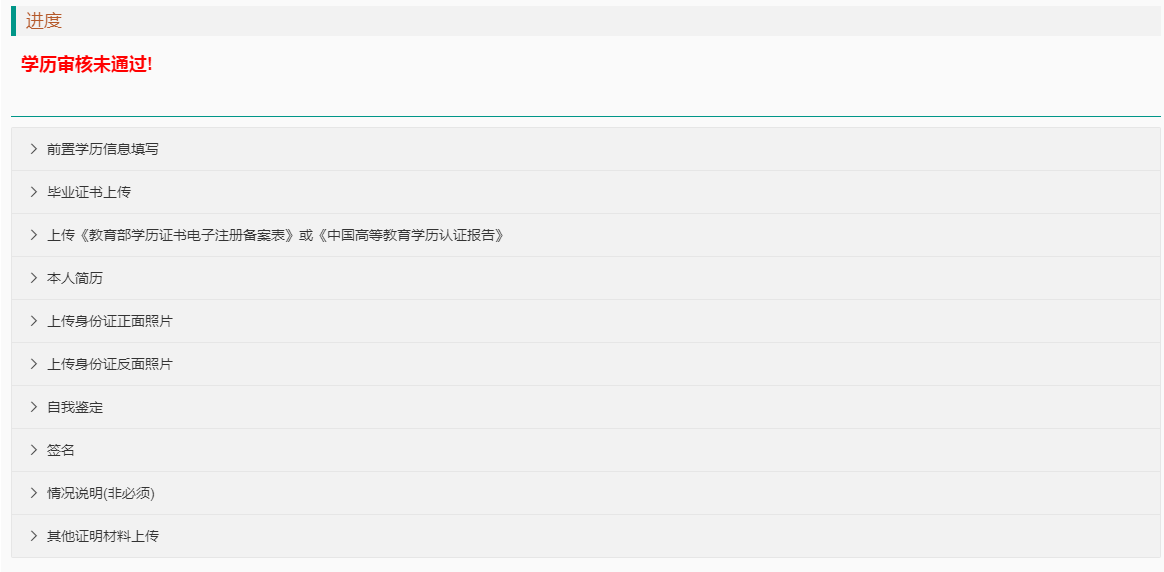 进度
学历审核未通过!
前置学历信息填写
毕业证书上传
上传《教育部学历证书电子注册备案表》或《中国高等教育学历认证报告》
本人简历
上传身份证正面照片
上传身份证反面照片
自我鉴定
签名
情况说明(非必须)
其他证明材料上传